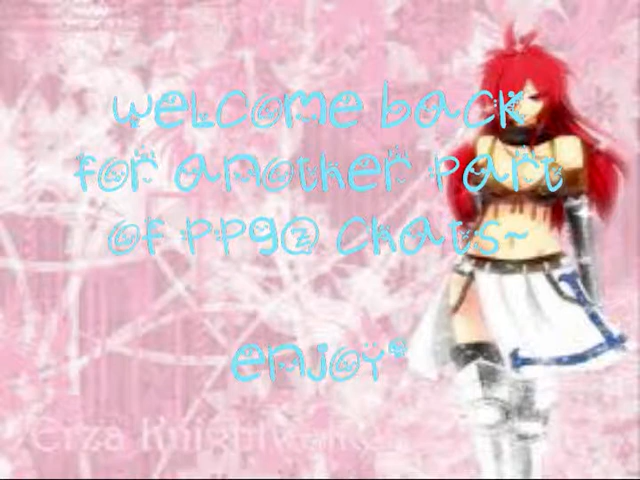 welcome back
for another part
of ppgz chats~
enjoy®
Erza Knightwalker